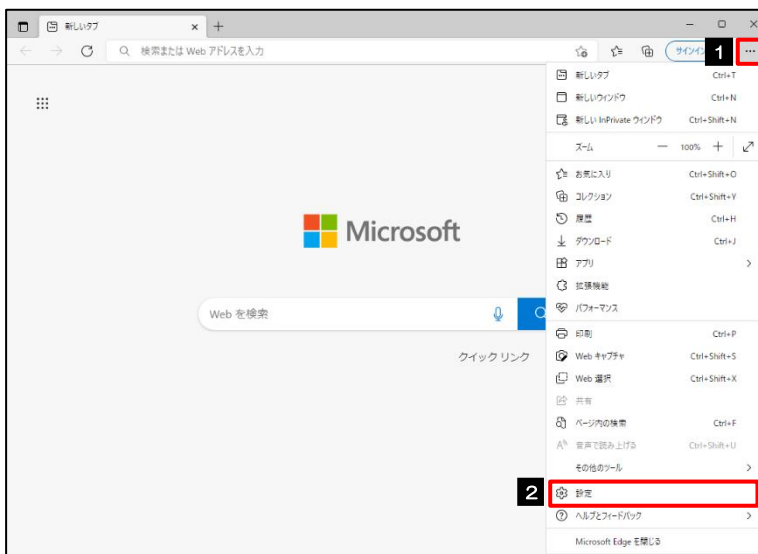 新しいタブ
検索または Web アドレスを入力
1
新しいタブ Ctrl+T
新しいウィンドウ Ctrl+N
新しい InPrivate ウィンドウ Ctrl+Shift+N
ズーム 100%
お気に入り Ctrl+Shift+O
コレクション Ctrl+Shift+Y
履歴 Ctrl+H
ダウンロード Ctrl+J
アプリ
拡張機能
パフォーマンス
印刷 Ctrl+P
Web キャプチャ Ctrl+Shift+S
Web 選択 Ctrl+Shift+X
共有
ページ内の検索 Ctrl+F
音声で読み上げる Ctrl+Shift+U
その他のツール
2 設定
ヘルプとフィードバック
Microsoft Edge を閉じる
Microsoft
Web を検索
クイック リンク